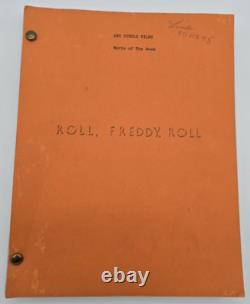 ABC CIRCLE FILMS
Movie of The Week
ROLL, FREDDY, ROLL